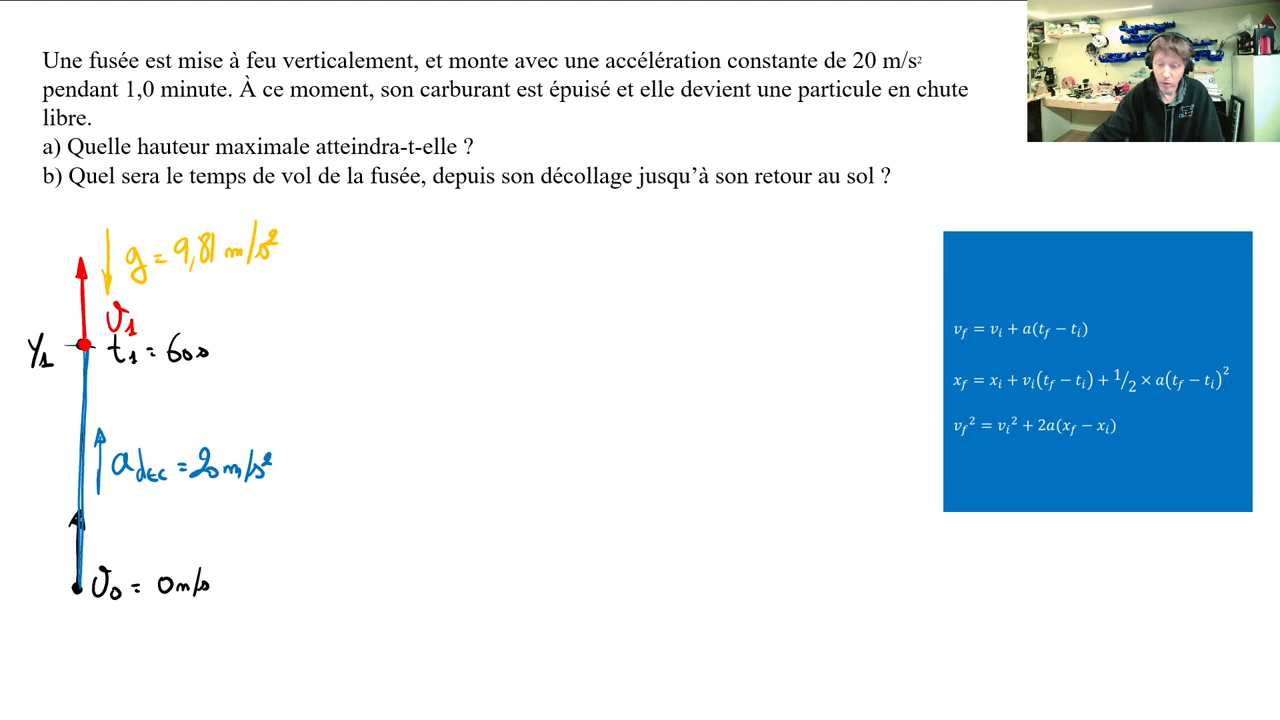 Une fusée est mise à feu verticalement, et monte avec une accélération constante de 20 m/s²
pendant 1,0 minute. À ce moment, son carburant est épuisé et elle devient une particule en chute
libre.
a) Quelle hauteur maximale atteindra-t-elle ?
b) Quel sera le temps de vol de la fusée, depuis son décollage jusqu’à son retour au sol ?
g = 9,81 m/s²
v₁
y₁ t₁ = 60s
a_dec = 20 m/s²
v₀ = 0 m/s
v_f = v_i + a(t_f − t_i)
x_f = x_i + v_i(t_f − t_i) + 1/2 × a(t_f − t_i)²
v_f² = v_i² + 2a(x_f − x_i)